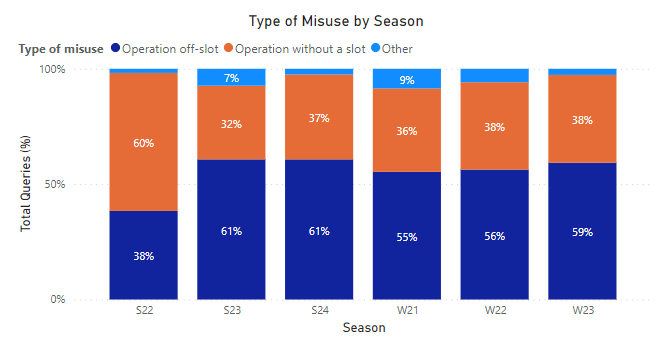 Type of Misuse by Season
Type of misuse Operation off-slot Operation without a slot Other
Total Queries (%)
100%
50%
0%
7% 9%
60% 32% 37% 36% 38% 38%
38% 61% 61% 55% 56% 59%
S22 S23 S24 W21 W22 W23
Season